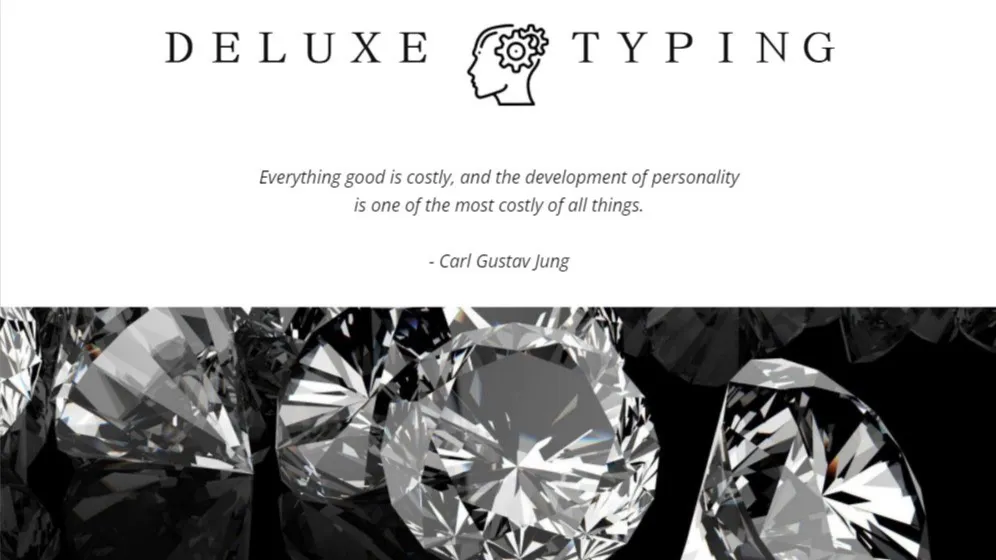 DELUXE TYPING
Everything good is costly, and the development of personality
is one of the most costly of all things.
- Carl Gustav Jung